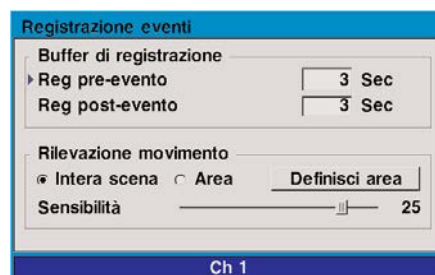 Registrazione eventi
Buffer di registrazione
Reg pre-evento 3 Sec
Reg post-evento 3 Sec
Rilevazione movimento
Intera scena Area Definisci area
Sensibilità 25
Ch 1